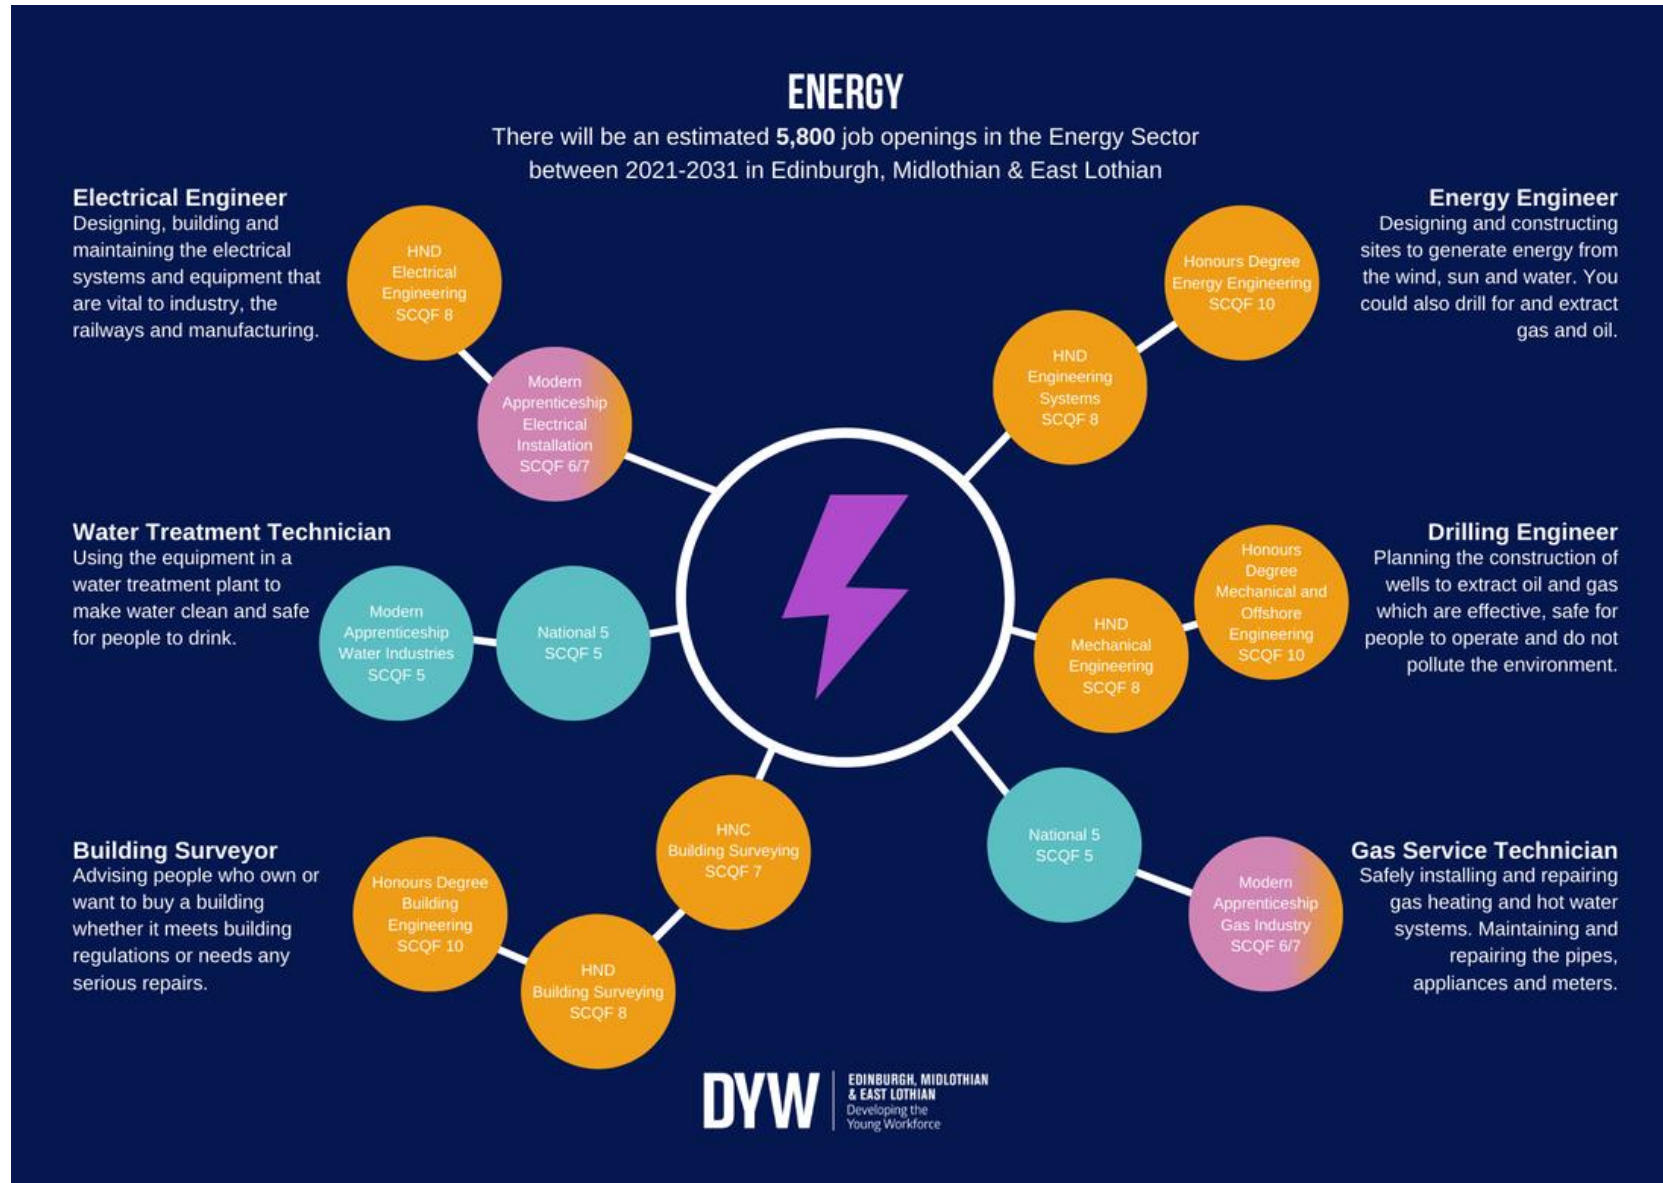 ENERGY
There will be an estimated 5,800 job openings in the Energy Sector
between 2021-2031 in Edinburgh, Midlothian & East Lothian
Electrical Engineer
Designing, building and
maintaining the electrical
systems and equipment that
are vital to industry, the
railways and manufacturing.
HND
Electrical
Engineering
SCQF 8
Modern
Apprenticeship
Electrical
Installation
SCQF 6/7
Energy Engineer
Designing and constructing
sites to generate energy from
the wind, sun and water. You
could also drill for and extract
gas and oil.
Honours Degree
Energy Engineering
SCQF 10
HND
Engineering
Systems
SCQF 8
Water Treatment Technician
Using the equipment in a
water treatment plant to
make water clean and safe
for people to drink.
Modern
Apprenticeship
Water Industries
SCQF 5
National 5
SCQF 5
Drilling Engineer
Planning the construction of
wells to extract oil and gas
which are effective, safe for
people to operate and do not
pollute the environment.
Honours
Degree
Mechanical and
Offshore
Engineering
SCQF 10
HND
Mechanical
Engineering
SCQF 8
Building Surveyor
Advising people who own or
want to buy a building
whether it meets building
regulations or needs any
serious repairs.
Honours Degree
Building
Engineering
SCQF 10
HND
Building Surveying
SCQF 8
HNC
Building Surveying
SCQF 7
National 5
SCQF 5
Modern
Apprenticeship
Gas Industry
SCQF 6/7
Gas Service Technician
Safely installing and repairing
gas heating and hot water
systems. Maintaining and
repairing the pipes,
appliances and meters.
DYW
EDINBURGH, MIDLOTHIAN
& EAST LOTHIAN
Developing the
Young Workforce